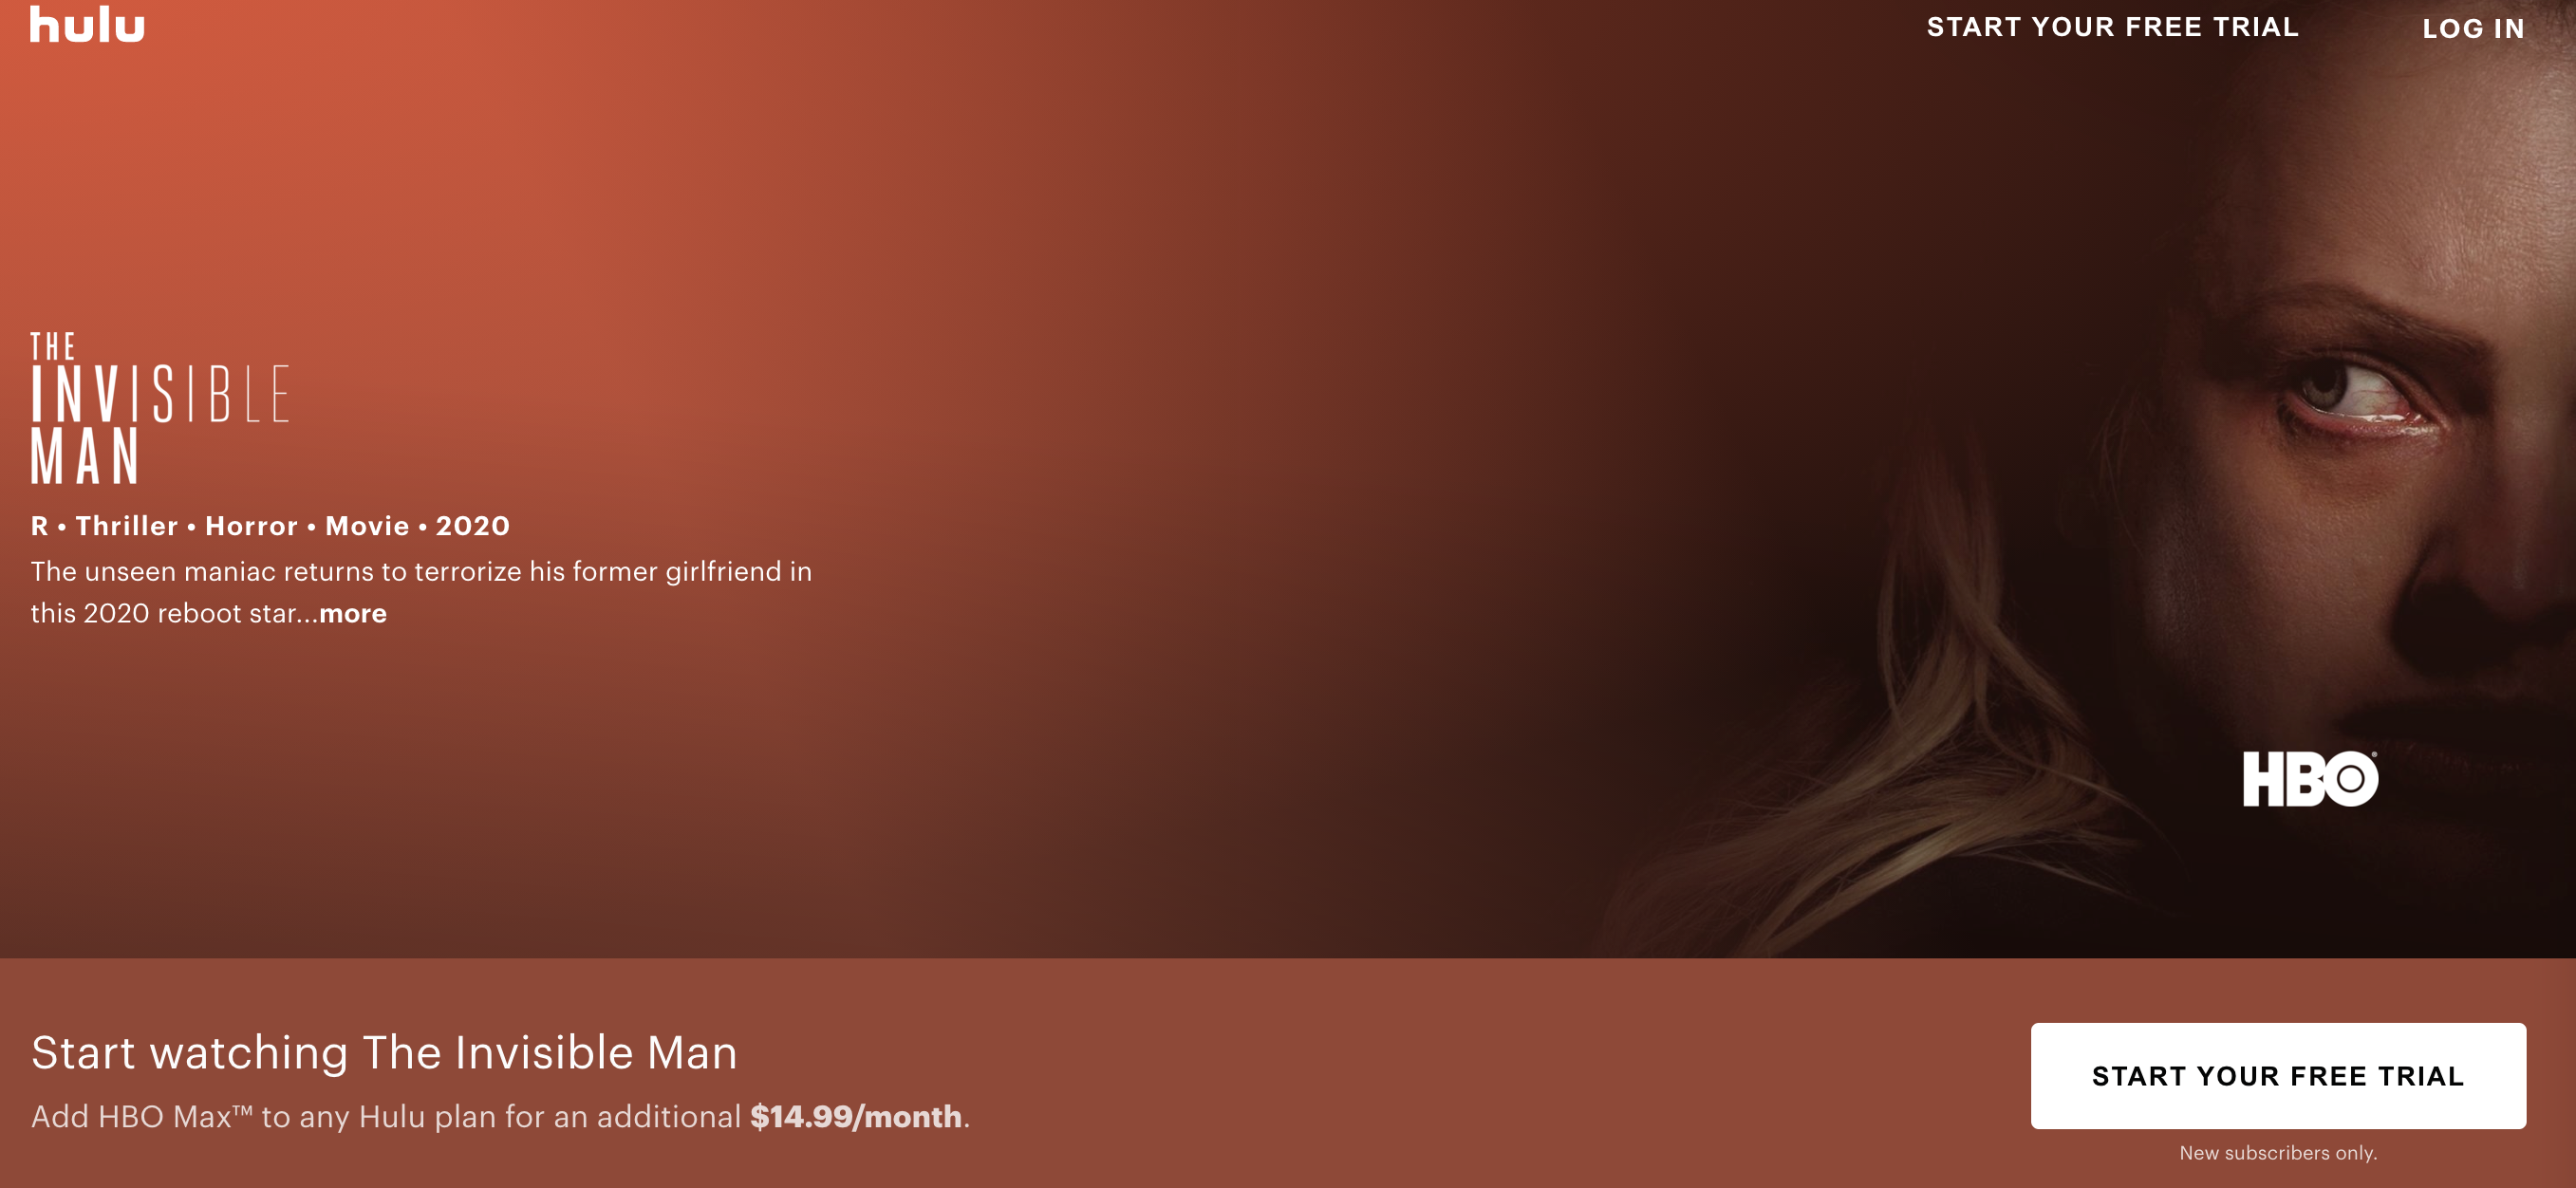 hulu
START YOUR FREE TRIAL
LOG IN
THE
INVISIBLE
MAN
R • Thriller • Horror • Movie • 2020
The unseen maniac returns to terrorize his former girlfriend in
this 2020 reboot star...more
HBO®
Start watching The Invisible Man
Add HBO Max™ to any Hulu plan for an additional $14.99/month.
START YOUR FREE TRIAL
New subscribers only.